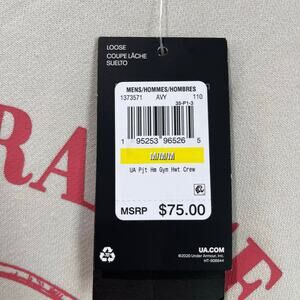 LOOSE
COUPE LÂCHE
SUELTO
MENS/HOMMES/HOMBRES
1373571 AVY 110
30-P1-3
1 95253 96526 5
M/M/M
UA Pjt Hm Gym Hwt Crew
MSRP $75.00
UA.COM
©2020 Under Armour, Inc.